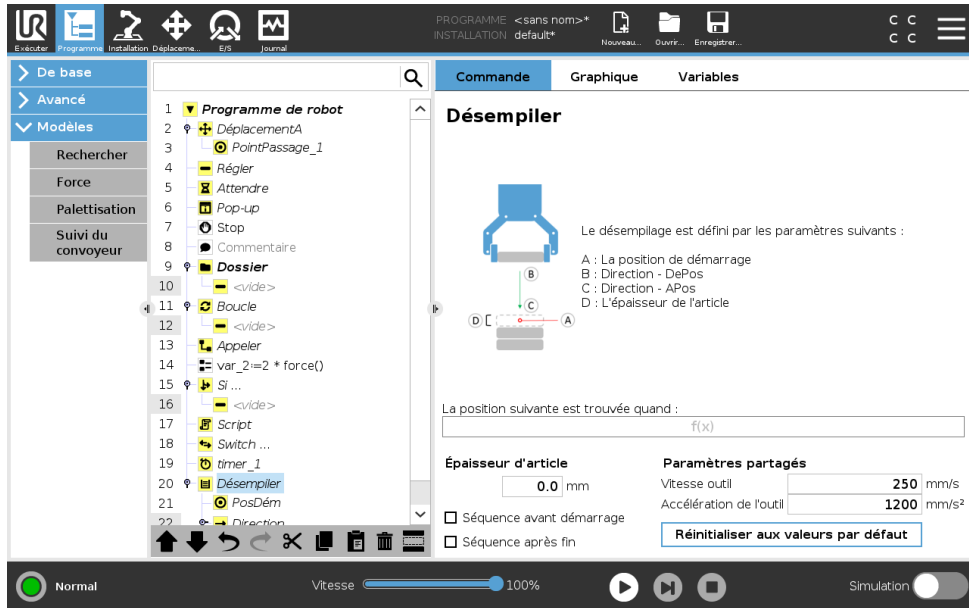 PROGRAMME <sans nom>*
INSTALLATION default*
Exécuter
Programme
Installation
Déplaceme...
E/S
Journal
Nouveau...
Ouvrir...
Enregistrer...
C C
C C
De base
Avancé
Modèles
Rechercher
Force
Palettisation
Suivi du
convoyeur
1 Programme de robot
2 DéplacementA
3 PointPassage_1
4 Régler
5 Attendre
6 Pop-up
7 Stop
8 Commentaire
9 Dossier
10 <vide>
11 Boucle
12 <vide>
13 Appeler
14 var_2:=2 * force()
15 Si ...
16 <vide>
17 Script
18 Switch ...
19 timer_1
20 Désempiler
21 PosDém
22 Direction
Commande
Graphique
Variables
Désempiler
B
C
D
A
Le désempilage est défini par les paramètres suivants :
A : La position de démarrage
B : Direction - DePos
C : Direction - APos
D : L'épaisseur de l'article
La position suivante est trouvée quand :
f(x)
Épaisseur d'article
0.0 mm
Séquence avant démarrage
Séquence après fin
Paramètres partagés
Vitesse outil 250 mm/s
Accélération de l'outil 1200 mm/s²
Réinitialiser aux valeurs par défaut
Normal
Vitesse 100%
Simulation